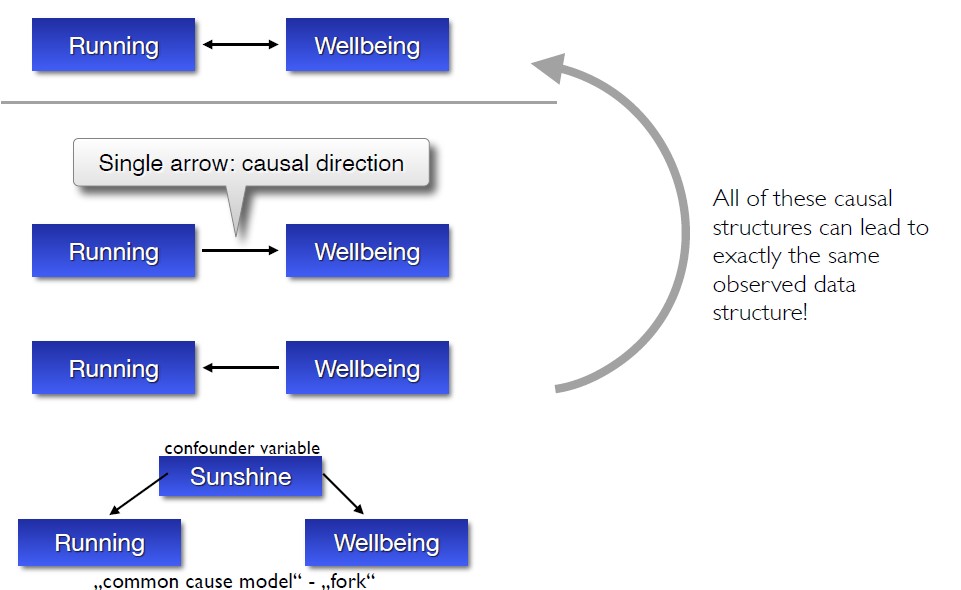 Running
Wellbeing
Single arrow: causal direction
Running
Wellbeing
Running
Wellbeing
confounder variable
Sunshine
Running
Wellbeing
„common cause model“ - „fork“
All of these causal
structures can lead to
exactly the same
observed data
structure!